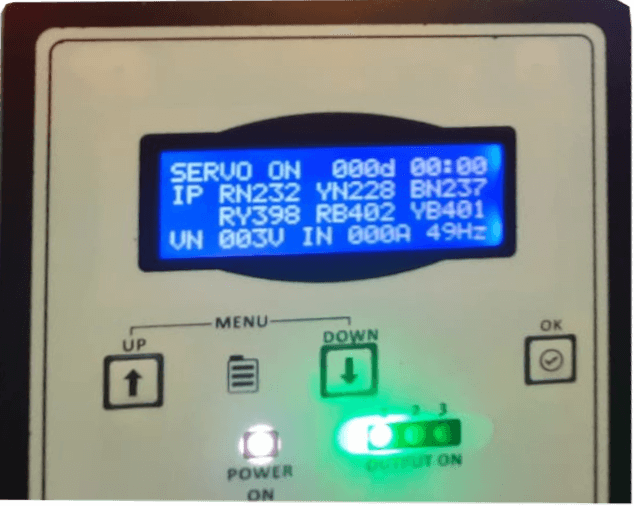 SERVO ON 000d 00:00
IP RN232 YN228 BN237
RY398 RB402 YB401
VN 003V IN 000A 49Hz
MENU
UP
DOWN
OK
1 2 3
POWER
ON
OUTPUT ON